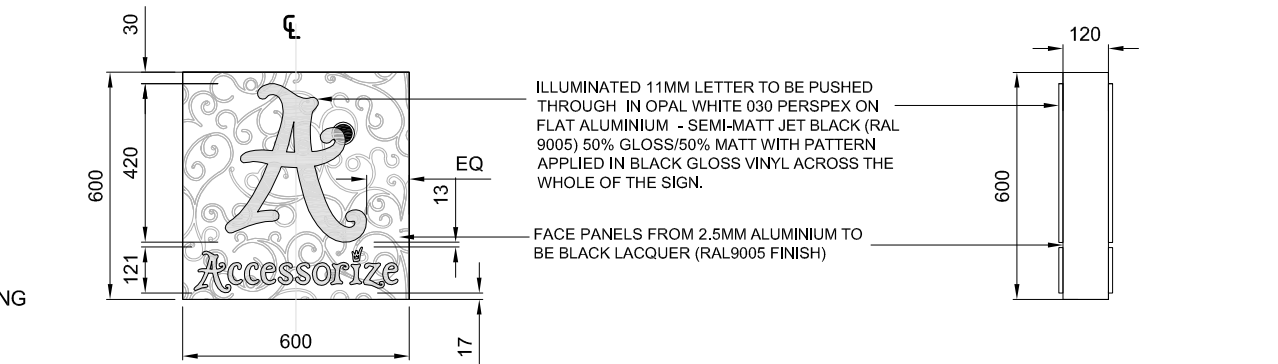 30
℄
120
ILLUMINATED 11MM LETTER TO BE PUSHED
THROUGH IN OPAL WHITE 030 PERSPEX ON
FLAT ALUMINIUM - SEMI-MATT JET BLACK (RAL
9005) 50% GLOSS/50% MATT WITH PATTERN
APPLIED IN BLACK GLOSS VINYL ACROSS THE
WHOLE OF THE SIGN.
A
600
420
EQ
13
600
FACE PANELS FROM 2.5MM ALUMINIUM TO
BE BLACK LACQUER (RAL9005 FINISH)
121
Accessorize
NG
600
17